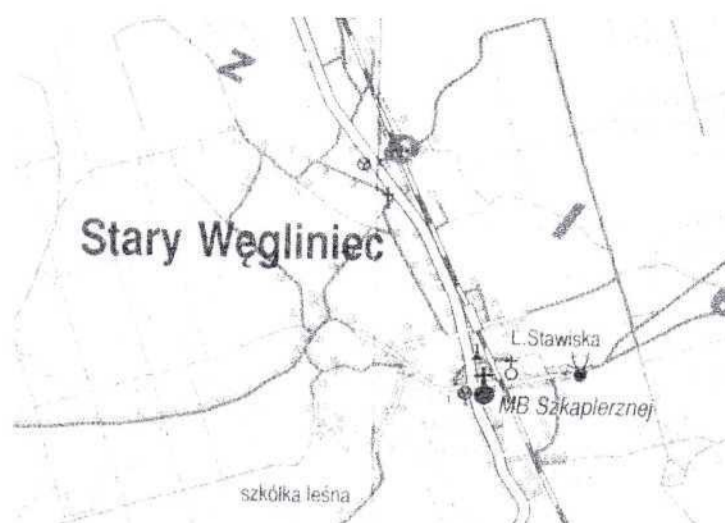 N
Stary Węgliniec
I
L.Stawiska
MB Szkaplerznej
szkółka leśna